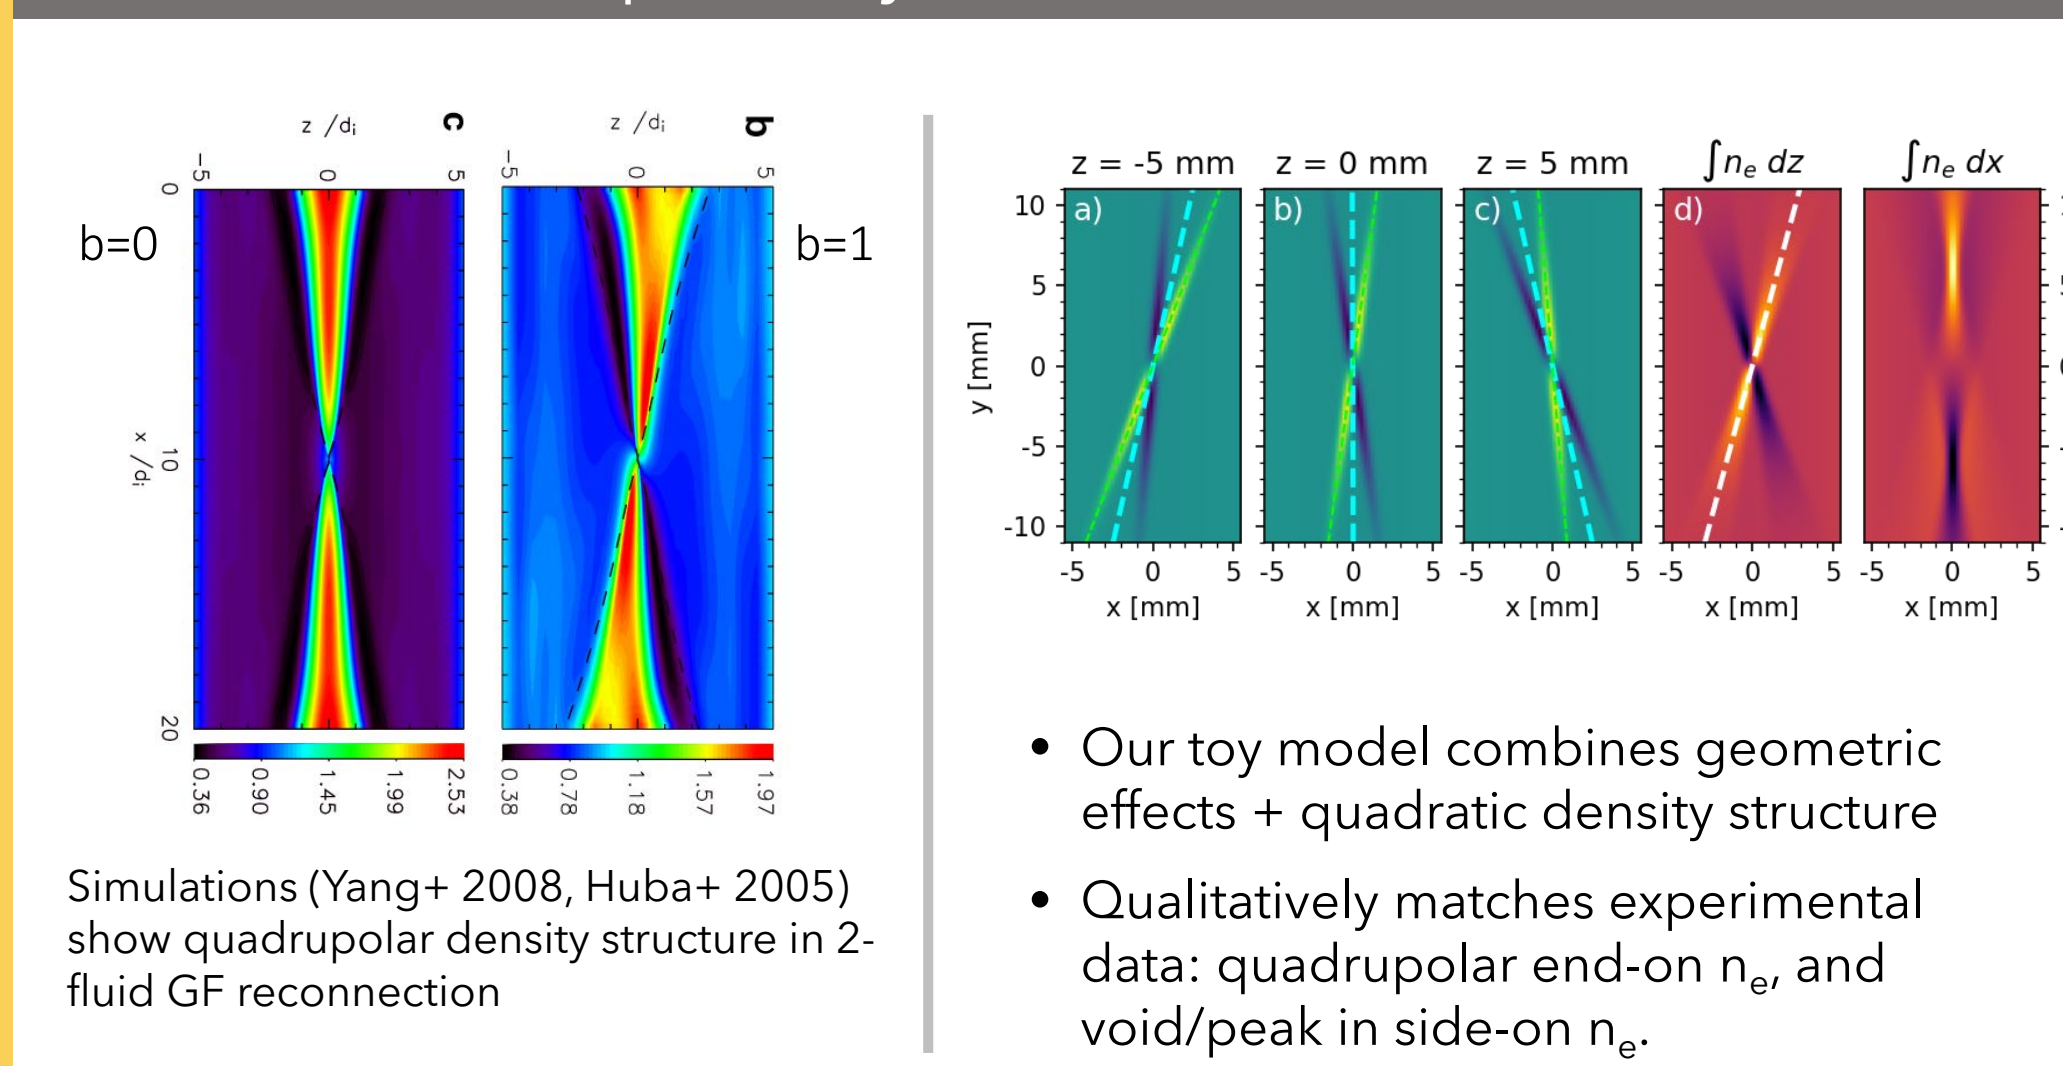 c
z /di
-5 0 5
0
10
20
x /di
b=0
0.36 0.90 1.45 1.99 2.53
b
z /di
-5 0 5
b=1
0.38 0.78 1.18 1.57 1.97
Simulations (Yang+ 2008, Huba+ 2005)
show quadrupolar density structure in 2-
fluid GF reconnection
z = -5 mm z = 0 mm z = 5 mm ∫nₑ dz ∫nₑ dx
a) b) c) d)
10
5
0
-5
-10
y [mm]
-5 0 5 -5 0 5 -5 0 5 -5 0 5 -5 0 5
x [mm] x [mm] x [mm] x [mm] x [mm]
• Our toy model combines geometric
effects + quadratic density structure
• Qualitatively matches experimental
data: quadrupolar end-on nₑ, and
void/peak in side-on nₑ.